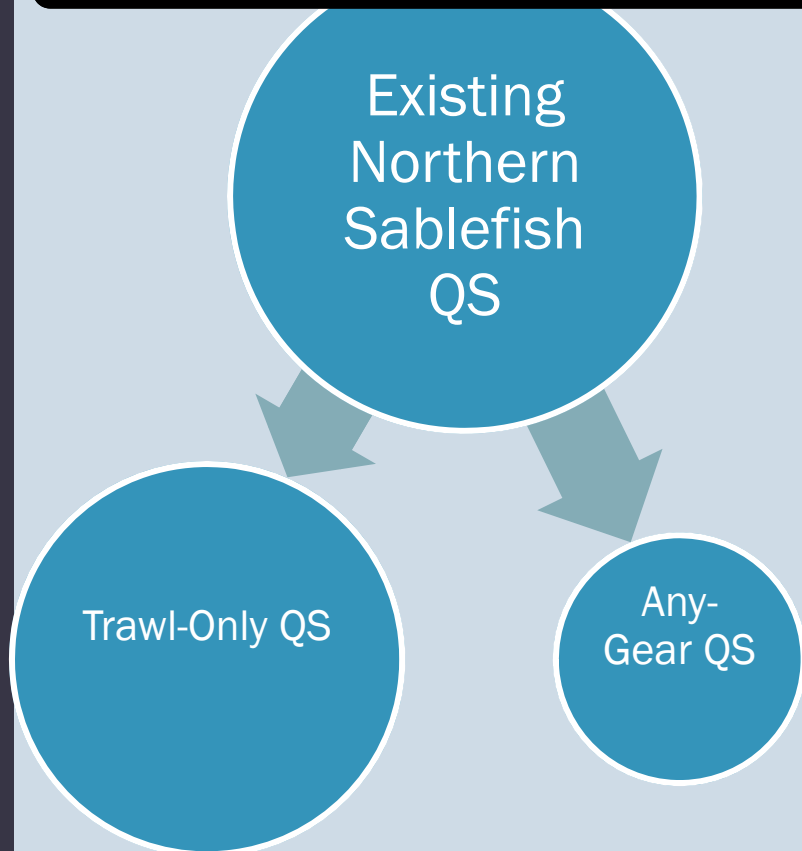 Existing
Northern
Sablefish
QS
Trawl-Only QS
Any-
Gear QS